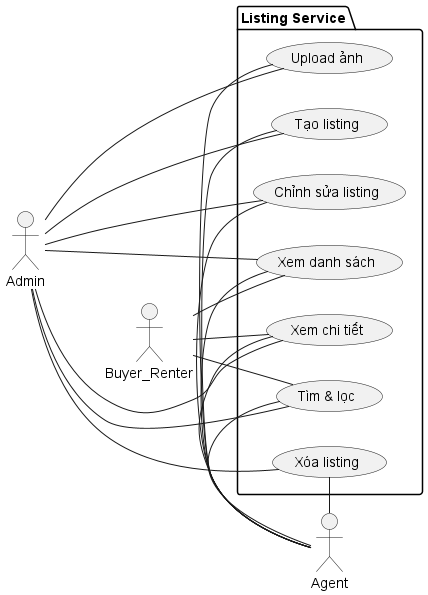 Listing Service
Upload ảnh
Tạo listing
Chỉnh sửa listing
Xem danh sách
Admin
Xem chi tiết
Buyer_Renter
Tìm & lọc
Xóa listing
Agent